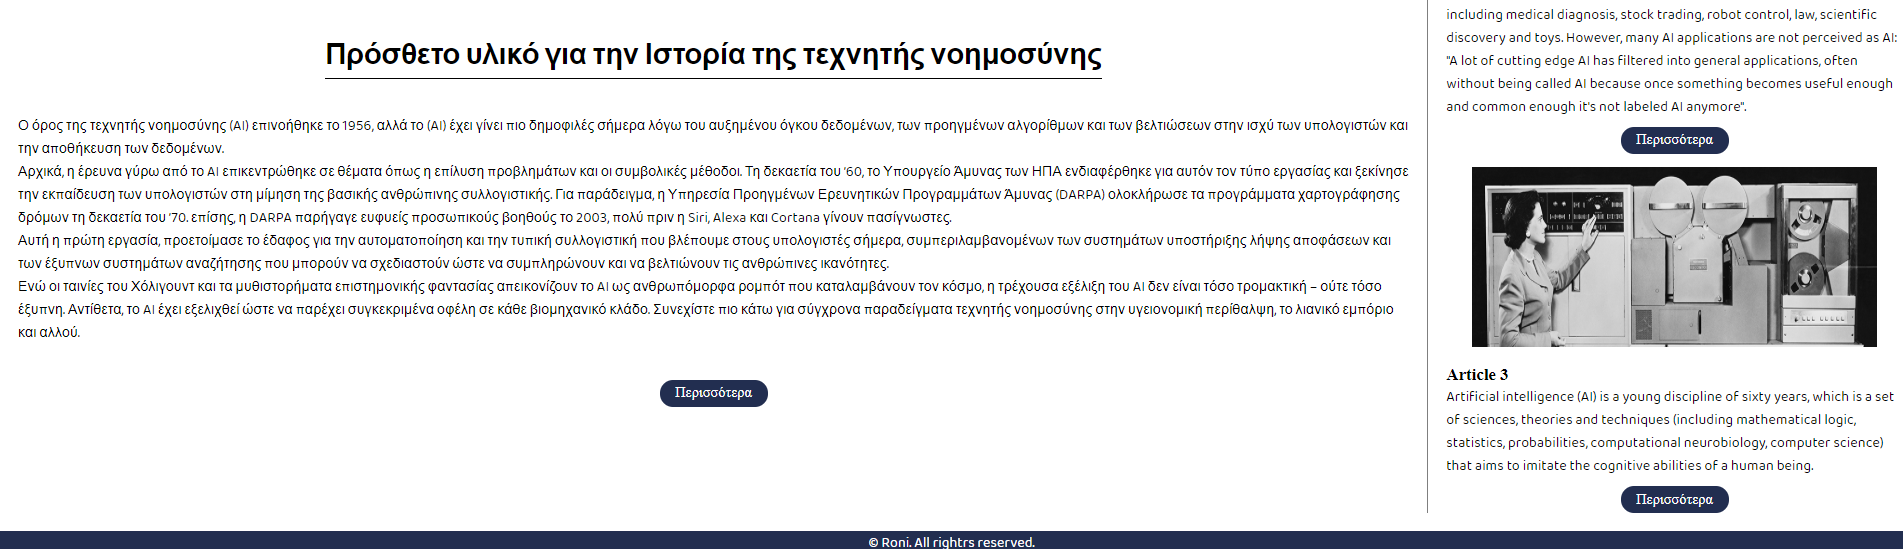 Πρόσθετο υλικό για την Ιστορία της τεχνητής νοημοσύνης
Ο όρος της τεχνητής νοημοσύνης (AI) επινοήθηκε το 1956, αλλά το (AI) έχει γίνει πιο δημοφιλές σήμερα λόγω του αυξημένου όγκου δεδομένων, των προηγμένων αλγορίθμων και των βελτιώσεων στην ισχύ των υπολογιστών και
την αποθήκευση των δεδομένων.
Αρχικά, η έρευνα γύρω από το AI επικεντρώθηκε σε θέματα όπως η επίλυση προβλημάτων και οι συμβολικές μέθοδοι. Τη δεκαετία του '60, το Υπουργείο Άμυνας των ΗΠΑ ενδιαφέρθηκε για αυτόν τον τύπο εργασίας και ξεκίνησε
την εκπαίδευση των υπολογιστών στη μίμηση της βασικής ανθρώπινης συλλογιστικής. Για παράδειγμα, η Υπηρεσία Προηγμένων Ερευνητικών Προγραμμάτων Άμυνας (DARPA) ολοκλήρωσε τα προγράμματα χαρτογράφησης
δρόμων τη δεκαετία του '70. επίσης, η DARPA παρήγαγε ευφυείς προσωπικούς βοηθούς το 2003, πολύ πριν η Siri, Alexa και Cortana γίνουν πασίγνωστες.
Αυτή η πρώτη εργασία, προετοίμασε το έδαφος για την αυτοματοποίηση και την τυπική συλλογιστική που βλέπουμε στους υπολογιστές σήμερα, συμπεριλαμβανομένων των συστημάτων υποστήριξης λήψης αποφάσεων και
των έξυπνων συστημάτων αναζήτησης που μπορούν να σχεδιαστούν ώστε να συμπληρώνουν και να βελτιώνουν τις ανθρώπινες ικανότητες.
Ενώ οι ταινίες του Χόλιγουντ και τα μυθιστορήματα επιστημονικής φαντασίας απεικονίζουν το AI ως ανθρωπόμορφα ρομπότ που καταλαμβάνουν τον κόσμο, η τρέχουσα εξέλιξη του AI δεν είναι τόσο τρομακτική – ούτε τόσο
έξυπνη. Αντίθετα, το AI έχει εξελιχθεί ώστε να παρέχει συγκεκριμένα οφέλη σε κάθε βιομηχανικό κλάδο. Συνεχίστε πιο κάτω για σύγχρονα παραδείγματα τεχνητής νοημοσύνης στην υγειονομική περίθαλψη, το λιανικό εμπόριο
και αλλού.
Περισσότερα
including medical diagnosis, stock trading, robot control, law, scientific
discovery and toys. However, many AI applications are not perceived as AI:
"A lot of cutting edge AI has filtered into general applications, often
without being called AI because once something becomes useful enough
and common enough it's not labeled AI anymore".
Περισσότερα
Article 3
Artificial intelligence (AI) is a young discipline of sixty years, which is a set
of sciences, theories and techniques (including mathematical logic,
statistics, probabilities, computational neurobiology, computer science)
that aims to imitate the cognitive abilities of a human being.
Περισσότερα
© Roni. All rightrs reserved.